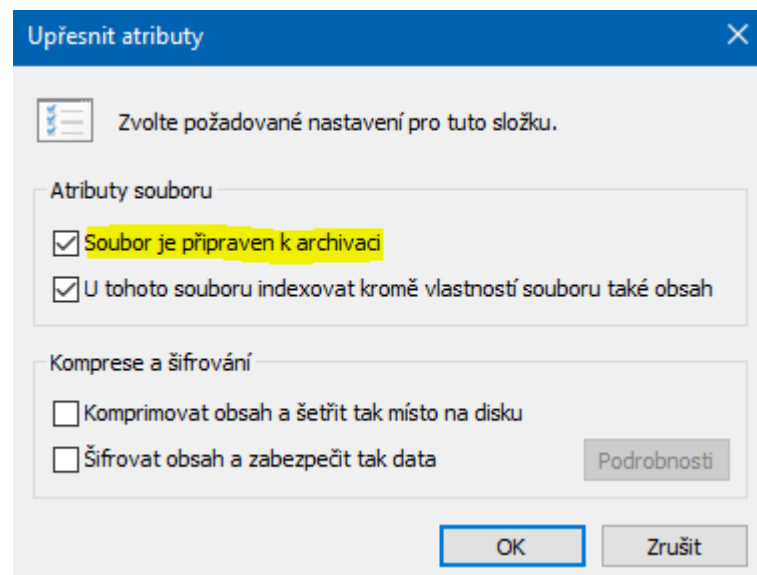 Upřesnit atributy
Zvolte požadované nastavení pro tuto složku.
Atributy souboru
Soubor je připraven k archivaci
U tohoto souboru indexovat kromě vlastností souboru také obsah
Komprese a šifrování
Komprimovat obsah a šetřit tak místo na disku
Šifrovat obsah a zabezpečit tak data
Podrobnosti
OK
Zrušit